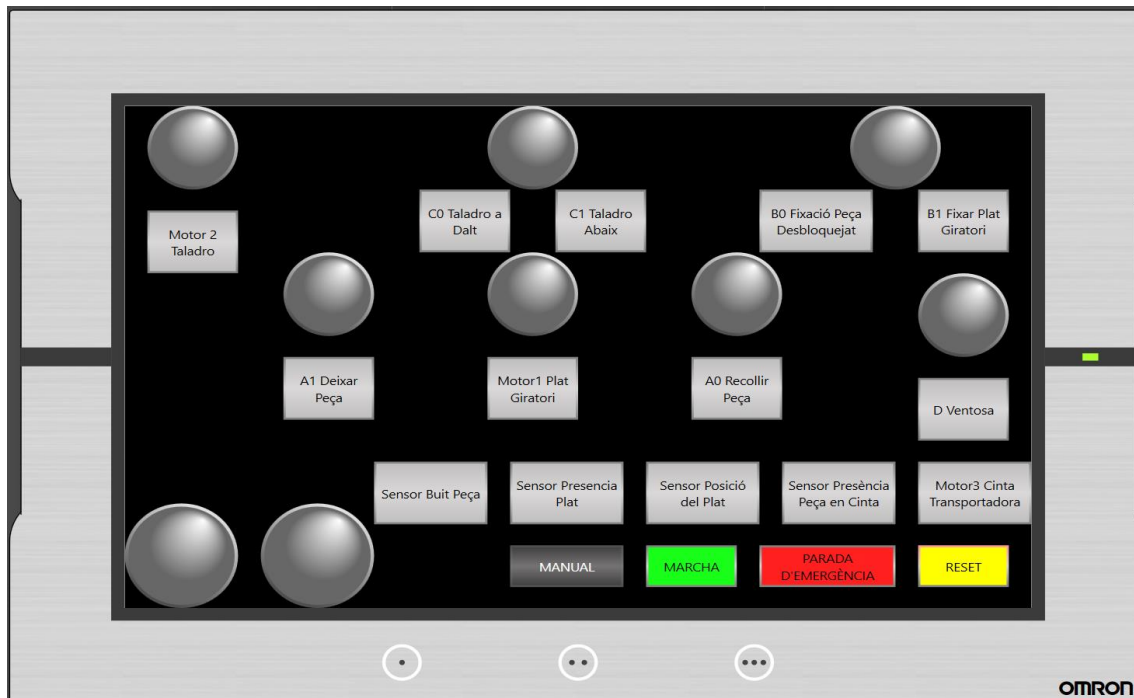 C0 Taladro a
Dalt
C1 Taladro
Abaix
B0 Fixació Peça
Desbloquejat
B1 Fixar Plat
Giratori
Motor 2
Taladro
A1 Deixar
Peça
Motor1 Plat
Giratori
A0 Recollir
Peça
D Ventosa
Sensor Buit Peça
Sensor Presencia
Plat
Sensor Posició
del Plat
Sensor Presència
Peça en Cinta
Motor3 Cinta
Transportadora
MANUAL
MARCHA
PARADA
D'EMERGÈNCIA
RESET
OMRON